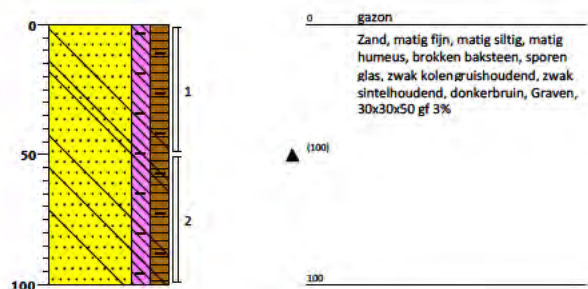 0
50
100
1
2
0
gazon
Zand, matig fijn, matig siltig, matig
humeus, brokken baksteen, sporen
glas, zwak kolengruishoudend, zwak
sintelhoudend, donkerbruin, Graven,
30x30x50 gf 3%
(100)
100